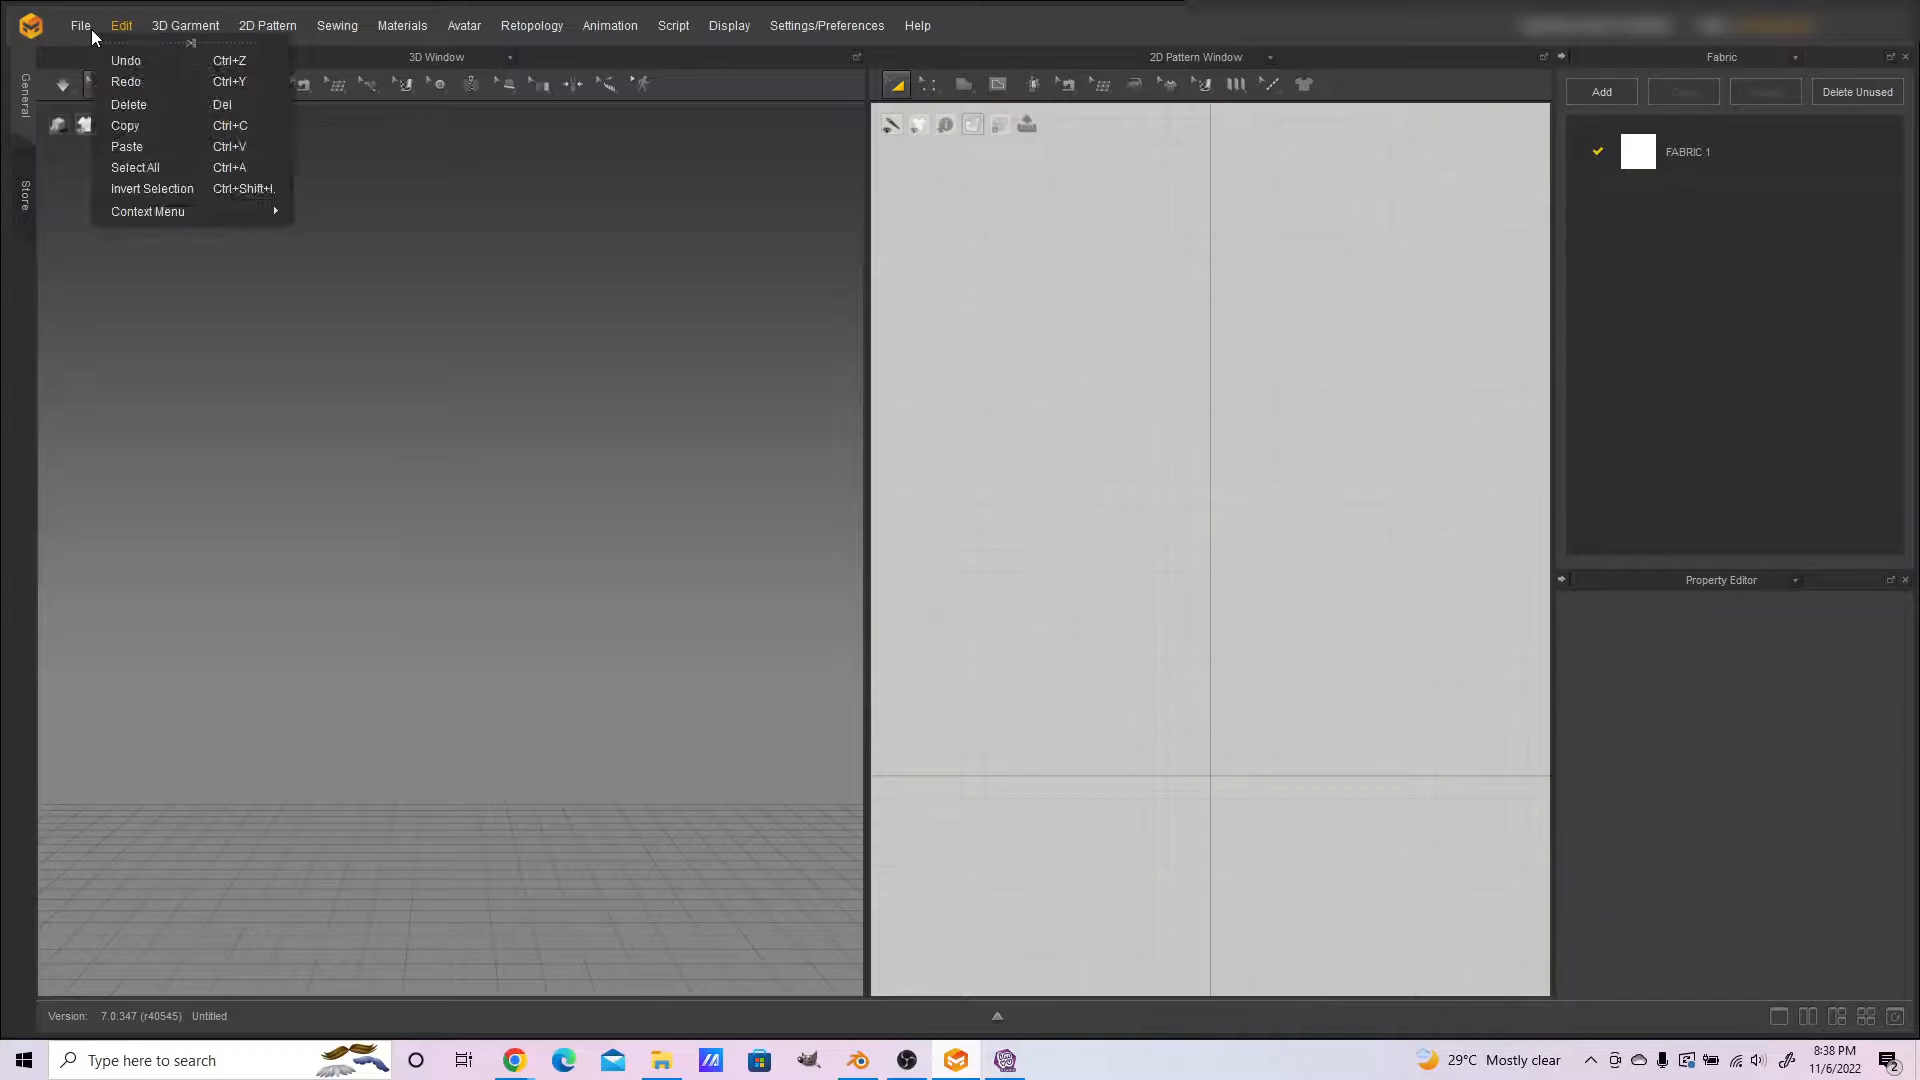 File Edit 3D Garment 2D Pattern Sewing Materials Avatar Retopology Animation Script Display Settings/Preferences Help
3D Window
2D Pattern Window
Fabric
General
Store
Undo Ctrl+Z
Redo Ctrl+Y
Delete Del
Copy Ctrl+C
Paste Ctrl+V
Select All Ctrl+A
Invert Selection Ctrl+Shift+I
Context Menu
Add
Delete Unused
FABRIC 1
Property Editor
Version: 7.0.347 (r40545) Untitled
Type here to search
29°C Mostly clear
8:38 PM
11/6/2022
2